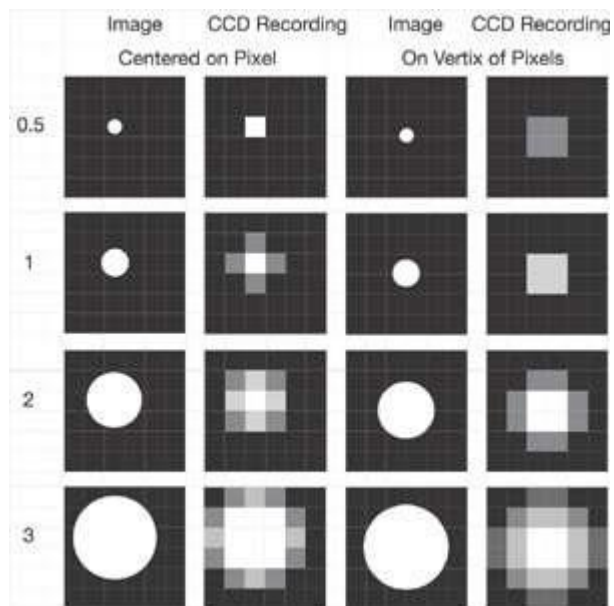 Image CCD Recording Image CCD Recording
Centered on Pixel On Vertix of Pixels
0.5
1
2
3